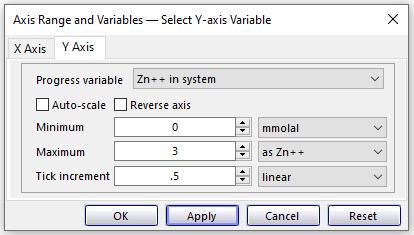 Axis Range and Variables — Select Y-axis Variable
X Axis Y Axis
Progress variable Zn++ in system
Auto-scale Reverse axis
Minimum 0 mmolal
Maximum 3 as Zn++
Tick increment .5 linear
OK Apply Cancel Reset